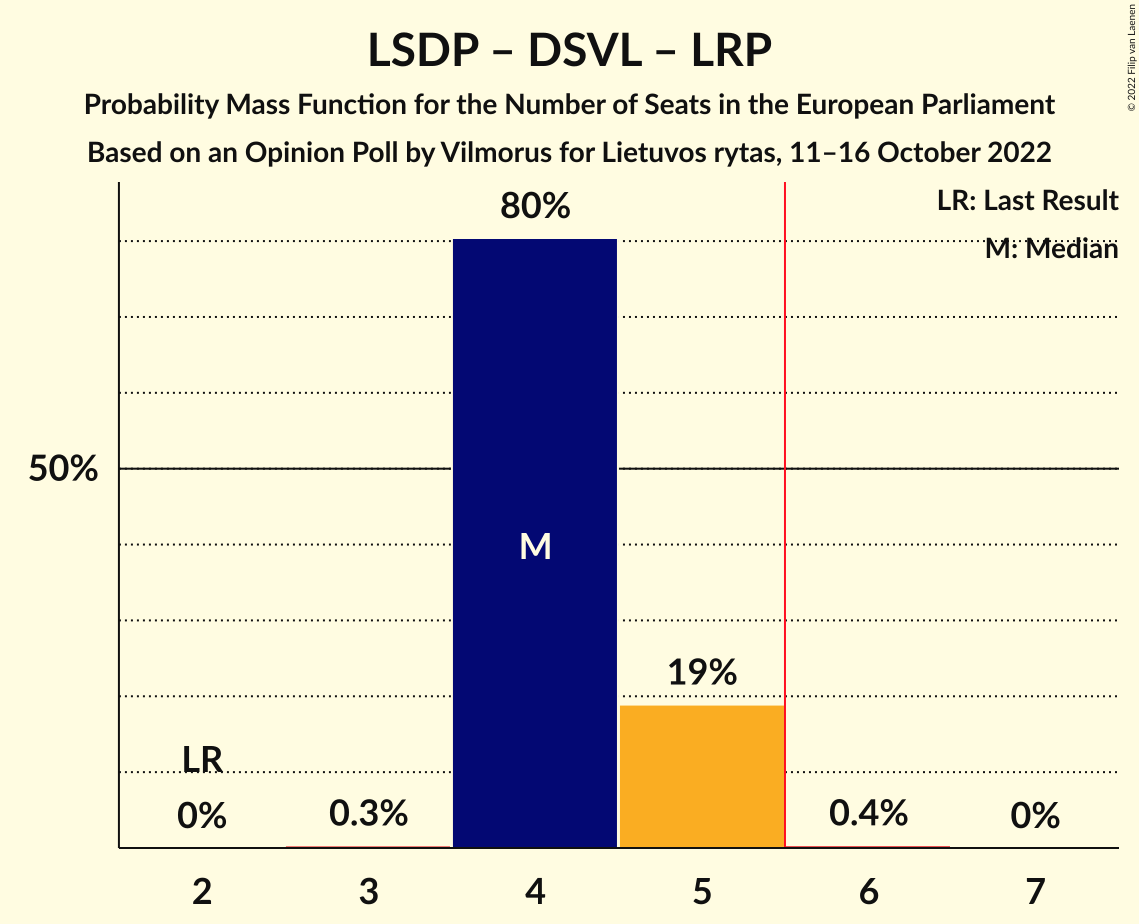 LSDP – DSVL – LRP
Probability Mass Function for the Number of Seats in the European Parliament
Based on an Opinion Poll by Vilmorus for Lietuvos rytas, 11–16 October 2022
© 2022 Filip van Laenen
LR: Last Result
M: Median
80%
50%
M
19%
LR
0%
0.3%
0.4%
0%
2 3 4 5 6 7